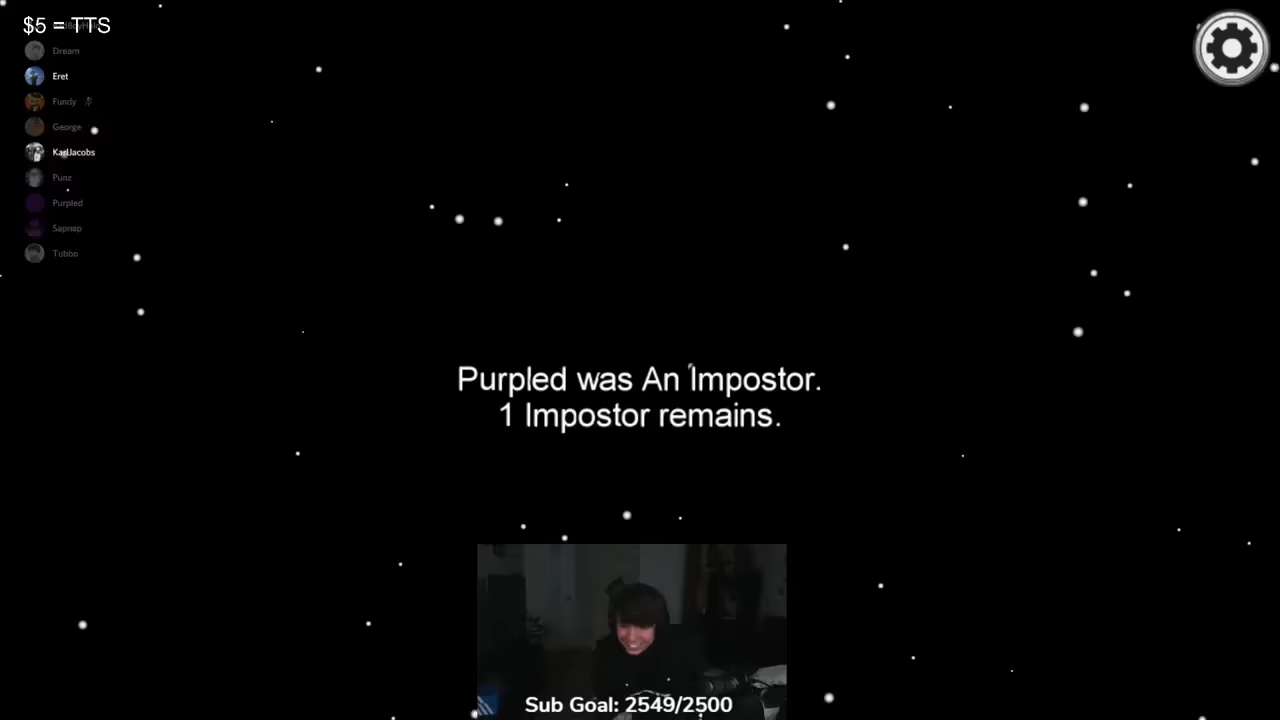 $5 = TTS
Dream
Eret
Fundy
George
KarlJacobs
Punz
Purpled
Sapnap
Tubbo
Purpled was An Impostor.
1 Impostor remains.
Sub Goal: 2549/2500